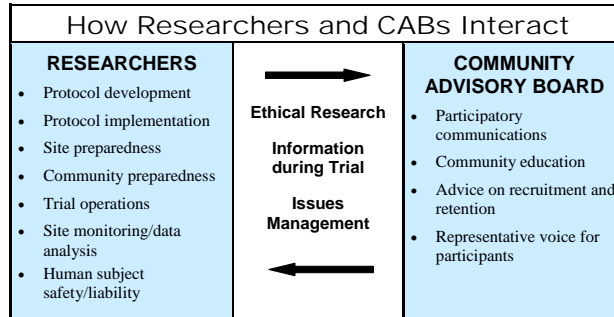 How Researchers and CABs Interact
RESEARCHERS
• Protocol development
• Protocol implementation
• Site preparedness
• Community preparedness
• Trial operations
• Site monitoring/data
analysis
• Human subject
safety/liability
Ethical Research
Information
during Trial
Issues
Management
COMMUNITY
ADVISORY BOARD
• Participatory
communications
• Community education
• Advice on recruitment and
retention
• Representative voice for
participants